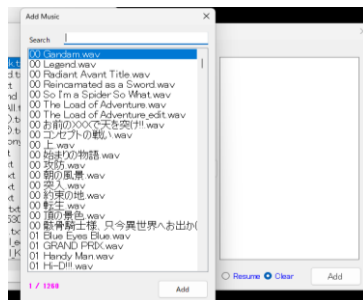 Add Music
Search
00 Gandam.wav
00 Legend.wav
00 Radiant Avant Title.wav
00 Reincarnated as a Sword.wav
00 So I'm a Spider So What.wav
00 The Load of Adventure.wav
00 The Load of Adventure_edit.wav
00 お前の×××で天を突け!!.wav
00 コンセプトの戦い.wav
00 上.wav
00 始まりの物語.wav
00 攻防.wav
00 朝の風景.wav
00 突入.wav
00 約束の地.wav
00 転生.wav
00 頂の景色.wav
00 骸骨騎士様、只今異世界へお出か
01 Blue Eyes Blue.wav
01 GRAND PRIX.wav
01 Handy Man.wav
01 Hi-D!!!.wav
1 / 1260
Add
Resume
Clear
Add